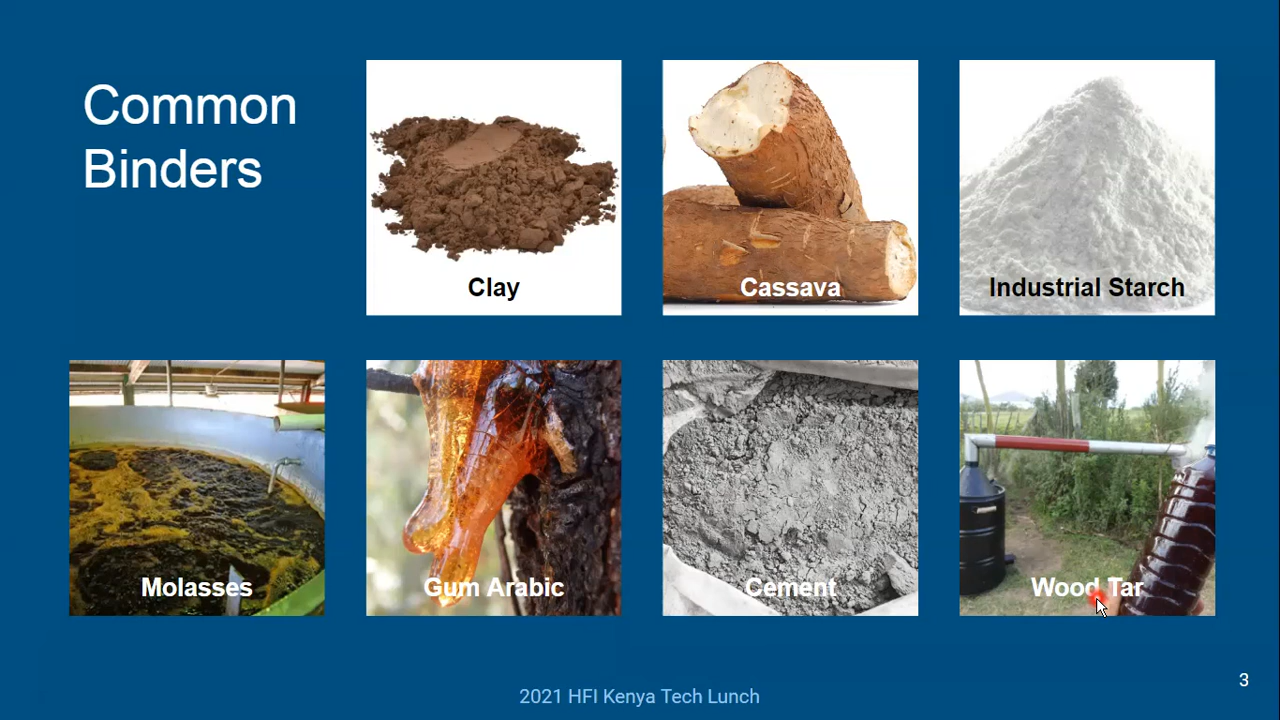 Common
Binders
Clay
Cassava
Industrial Starch
Molasses
Gum Arabic
Cement
Wood Tar
2021 HFI Kenya Tech Lunch
3